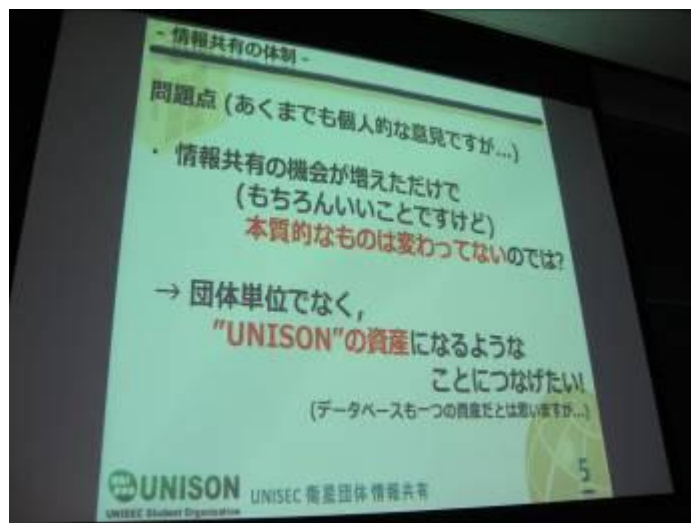 - 情報共有の体制 -
問題点 (あくまでも個人的な意見ですが...)
・ 情報共有の機会が増えただけで
(もちろんいいことですけど)
本質的なものは変わってないのでは?
→ 団体単位でなく,
"UNISON"の資産になるような
ことにつなげたい!
(データベースも一つの資産だとは思いますが...)
5
UNISON UNISEC 衛星団体 情報共有
UNISEC Student Organization